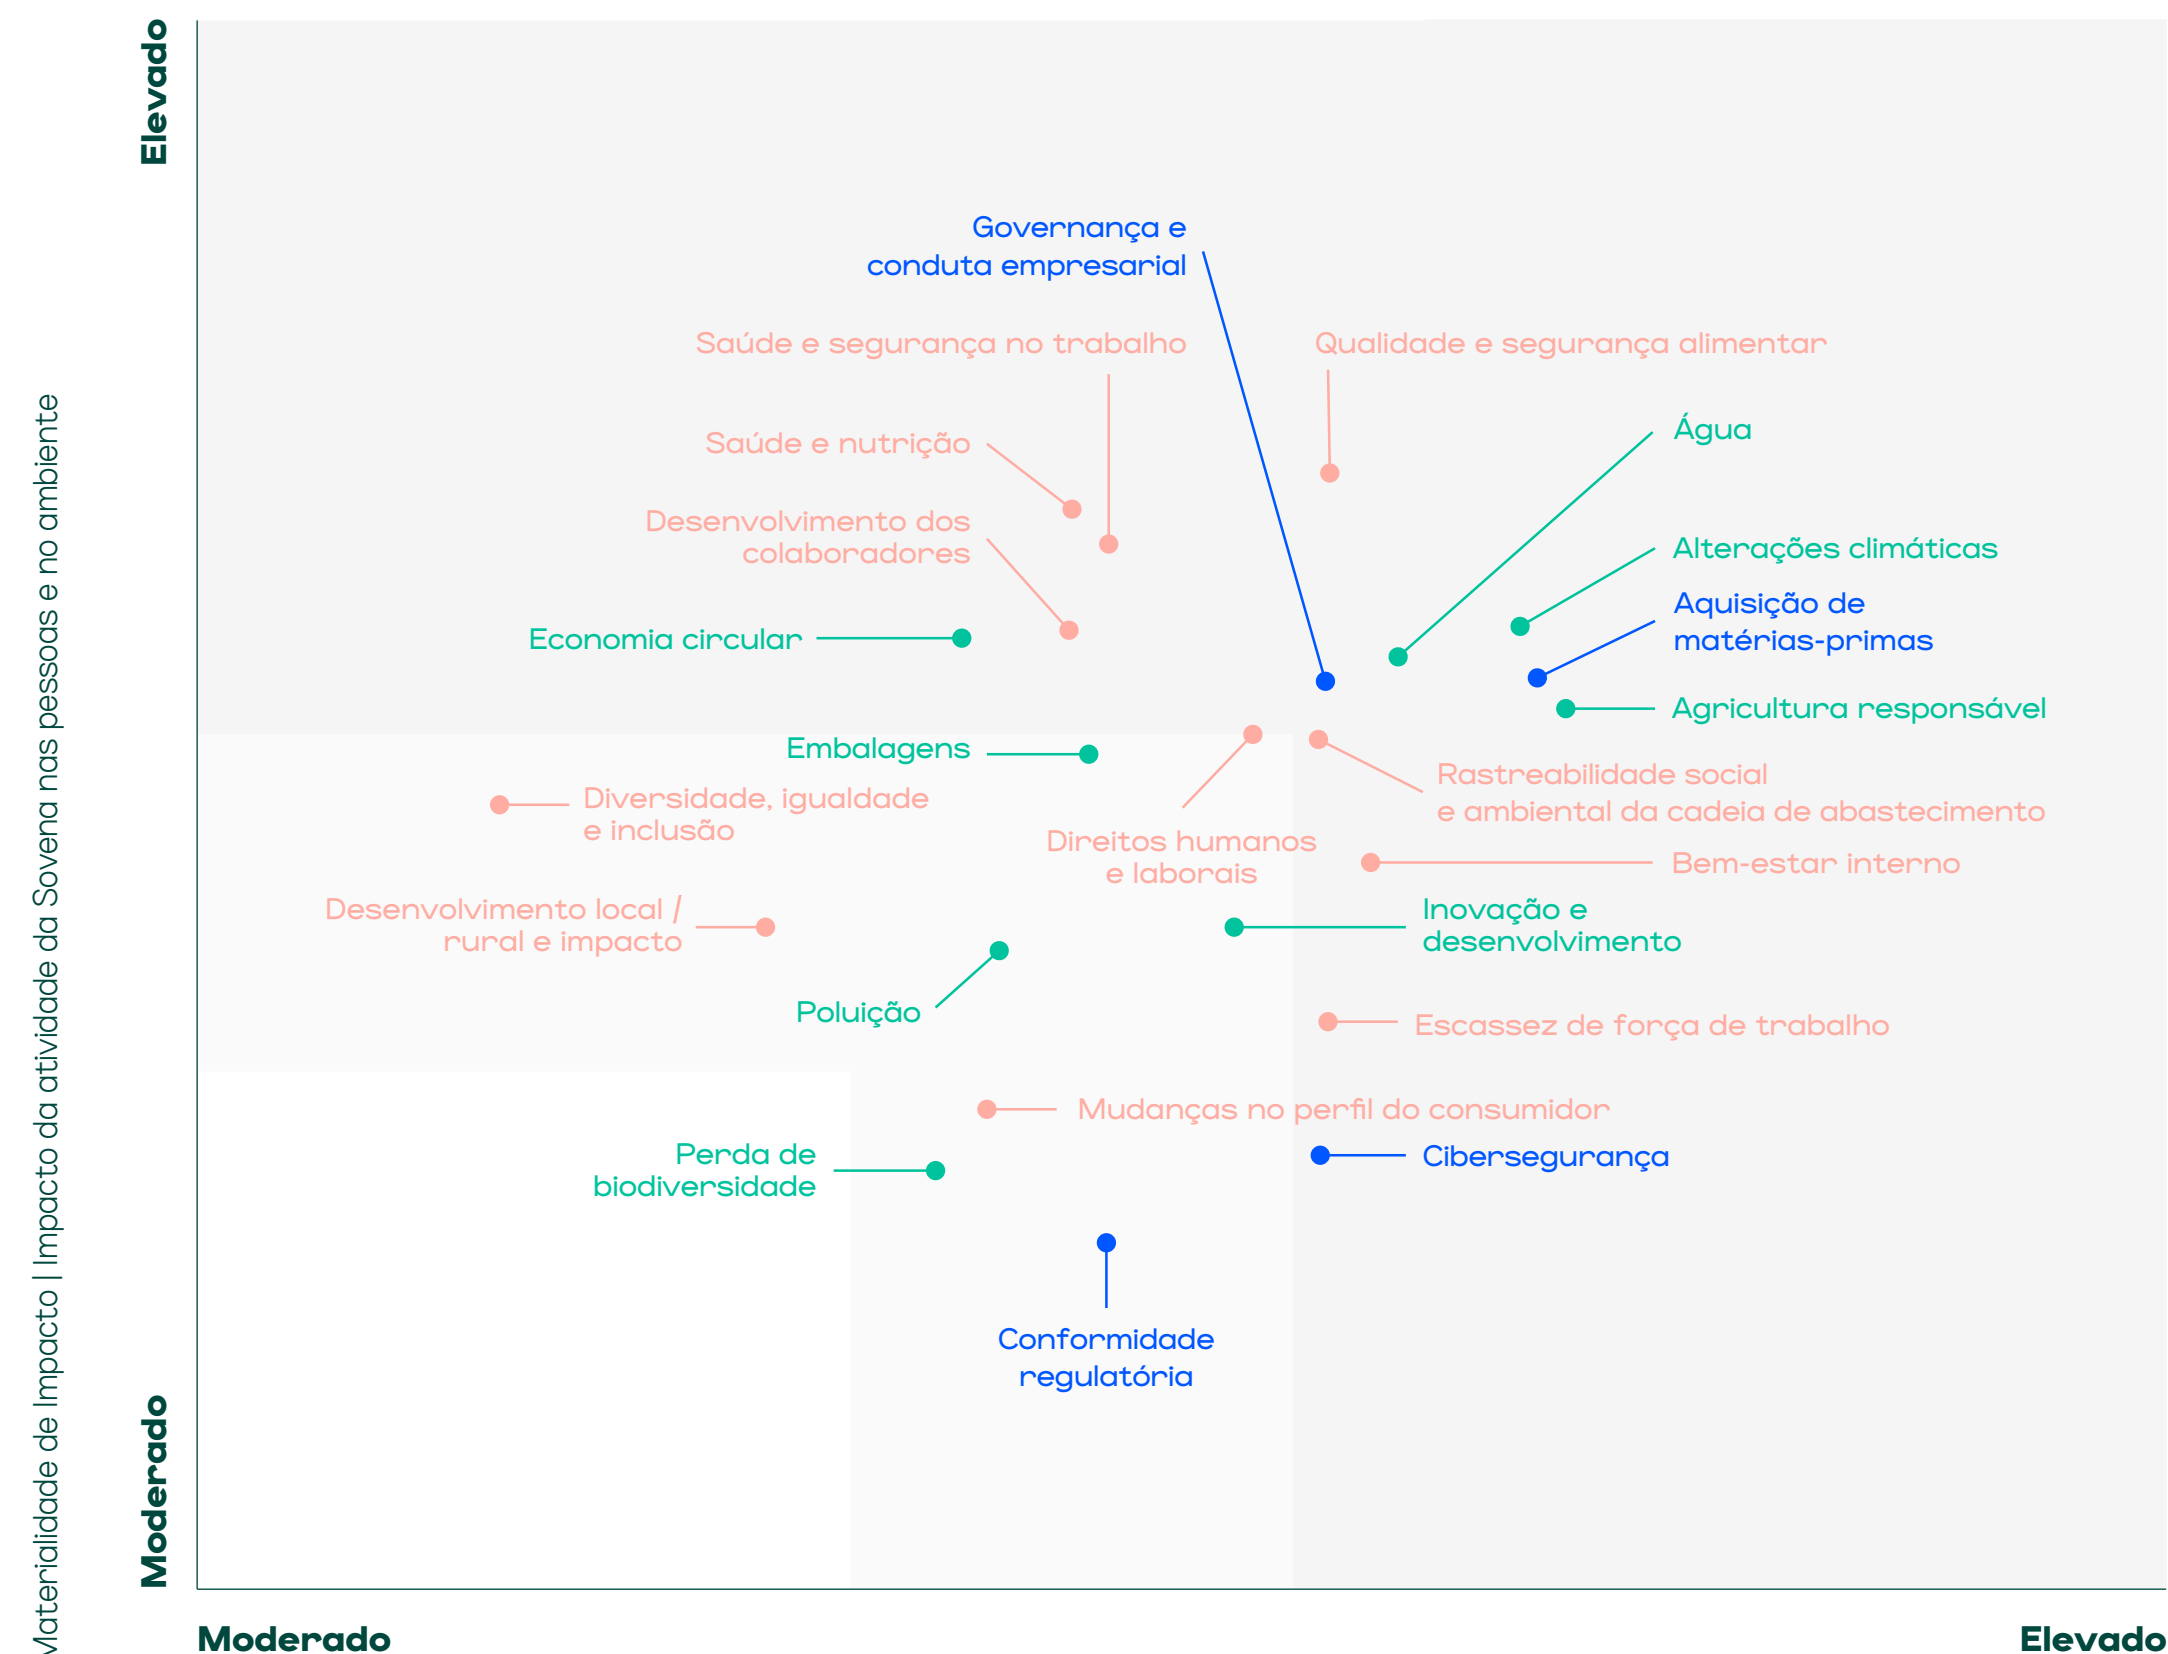 Elevado
Materialidade de Impacto | Impacto da atividade da Sovena nas pessoas e no ambiente
Governança e
conduta empresarial
Saúde e segurança no trabalho
Qualidade e segurança alimentar
Água
Saúde e nutrição
Desenvolvimento dos
colaboradores
Alterações climáticas
Aquisição de
matérias-primas
Economia circular
Agricultura responsável
Embalagens
Rastreabilidade social
e ambiental da cadeia de abastecimento
Diversidade, igualdade
e inclusão
Direitos humanos
e laborais
Bem-estar interno
Desenvolvimento local /
rural e impacto
Inovação e
desenvolvimento
Poluição
Escassez de força de trabalho
Mudanças no perfil do consumidor
Perda de
biodiversidade
Cibersegurança
Conformidade
regulatória
Moderado
Moderado
Elevado